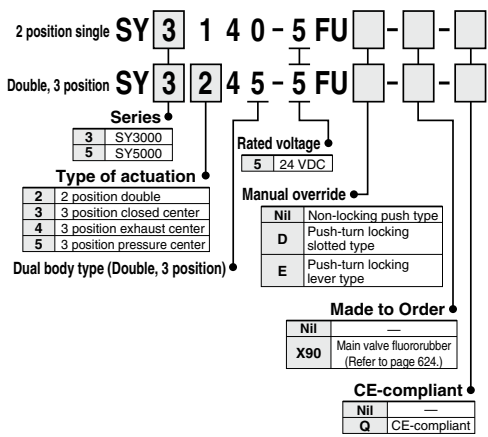 2 position single SY 3 1 4 0 - 5 FU - -
Double, 3 position SY 3 2 4 5 - 5 FU - -
Series
3 SY3000
5 SY5000
Type of actuation
2 2 position double
3 3 position closed center
4 3 position exhaust center
5 3 position pressure center
Dual body type (Double, 3 position)
Rated voltage
5 24 VDC
Manual override
Nil Non-locking push type
D Push-turn locking
slotted type
E Push-turn locking
lever type
Made to Order
Nil —
X90 Main valve fluororubber
(Refer to page 624.)
CE-compliant
Nil —
Q CE-compliant